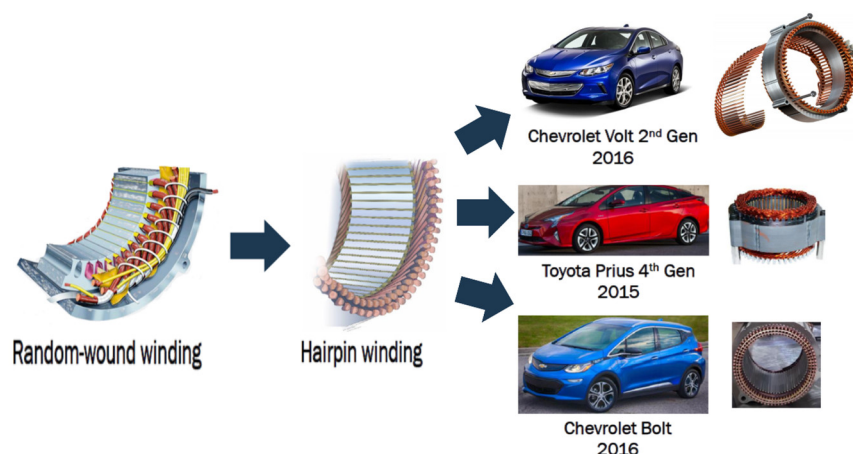 Random-wound winding
Hairpin winding
Chevrolet Volt 2nd Gen
2016
Toyota Prius 4th Gen
2015
Chevrolet Bolt
2016